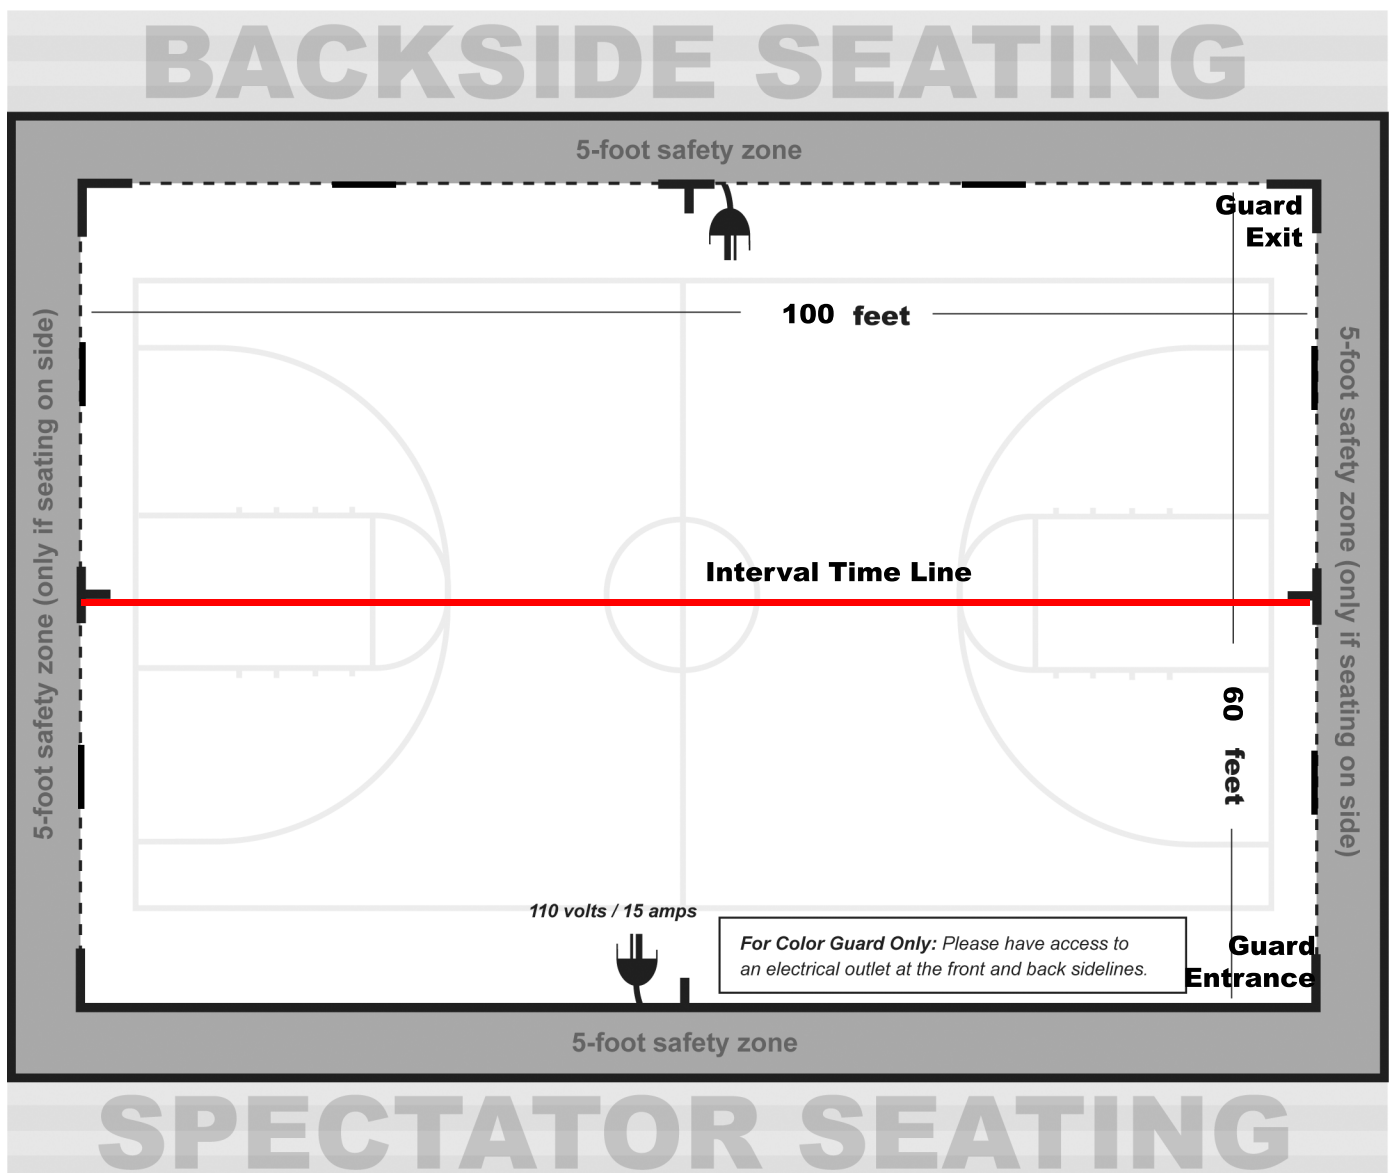 BACKSIDE SEATING
5-foot safety zone
Guard
Exit
100 feet
5-foot safety zone (only if seating on side)
5-foot safety zone (only if seating on side)
Interval Time Line
60 feet
110 volts / 15 amps
For Color Guard Only: Please have access to
an electrical outlet at the front and back sidelines.
Guard
Entrance
5-foot safety zone
SPECTATOR SEATING